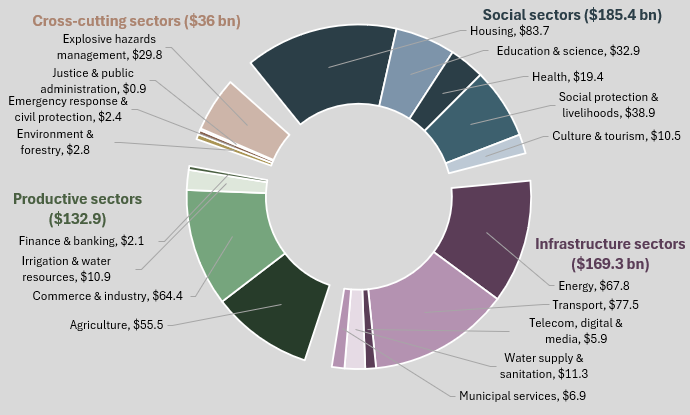 Cross-cutting sectors ($36 bn)
Explosive hazards
management, $29.8
Justice & public
administration, $0.9
Emergency response &
civil protection, $2.4
Environment &
forestry, $2.8
Productive sectors
($132.9)
Finance & banking, $2.1
Irrigation & water
resources, $10.9
Commerce & industry, $64.4
Agriculture, $55.5
Social sectors ($185.4 bn)
Housing, $83.7
Education & science, $32.9
Health, $19.4
Social protection &
livelihoods, $38.9
Culture & tourism, $10.5
Infrastructure sectors
($169.3 bn)
Energy, $67.8
Transport, $77.5
Telecom, digital &
media, $5.9
Water supply &
sanitation, $11.3
Municipal services, $6.9